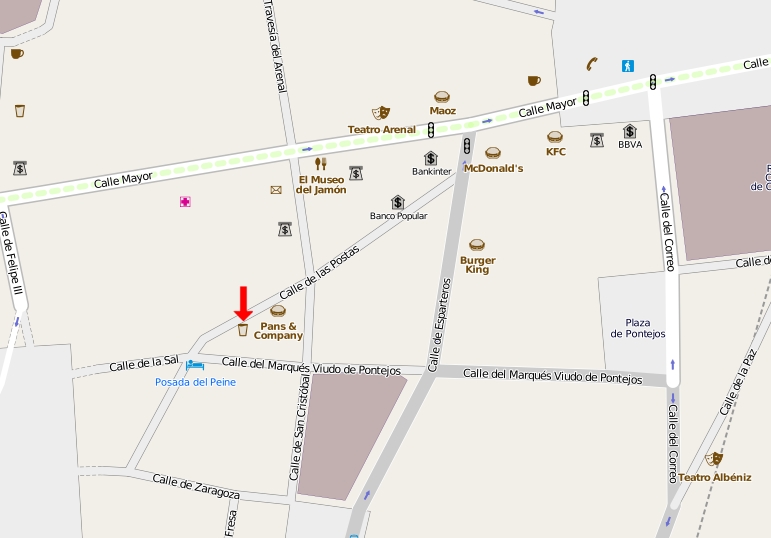 Travesía del Arenal
Maoz
Teatro Arenal
Calle Mayor
Calle
KFC
BBVA
Bankinter
McDonald's
El Museo
del Jamón
Calle Mayor
Banco Popular
Calle de Felipe III
Calle del Correo
Calle de las Postas
Burger
King
Calle de
Calle de Esparteros
Pans &
Company
Plaza
de Pontejos
Calle de la Sal
Calle del Marqués Viudo de Pontejos
Calle del Marqués Viudo de Pontejos
Posada del Peine
Calle de la Paz
Calle de San Cristóbal
Calle del Correo
Teatro Albéniz
Calle de Zaragoza
Fresa